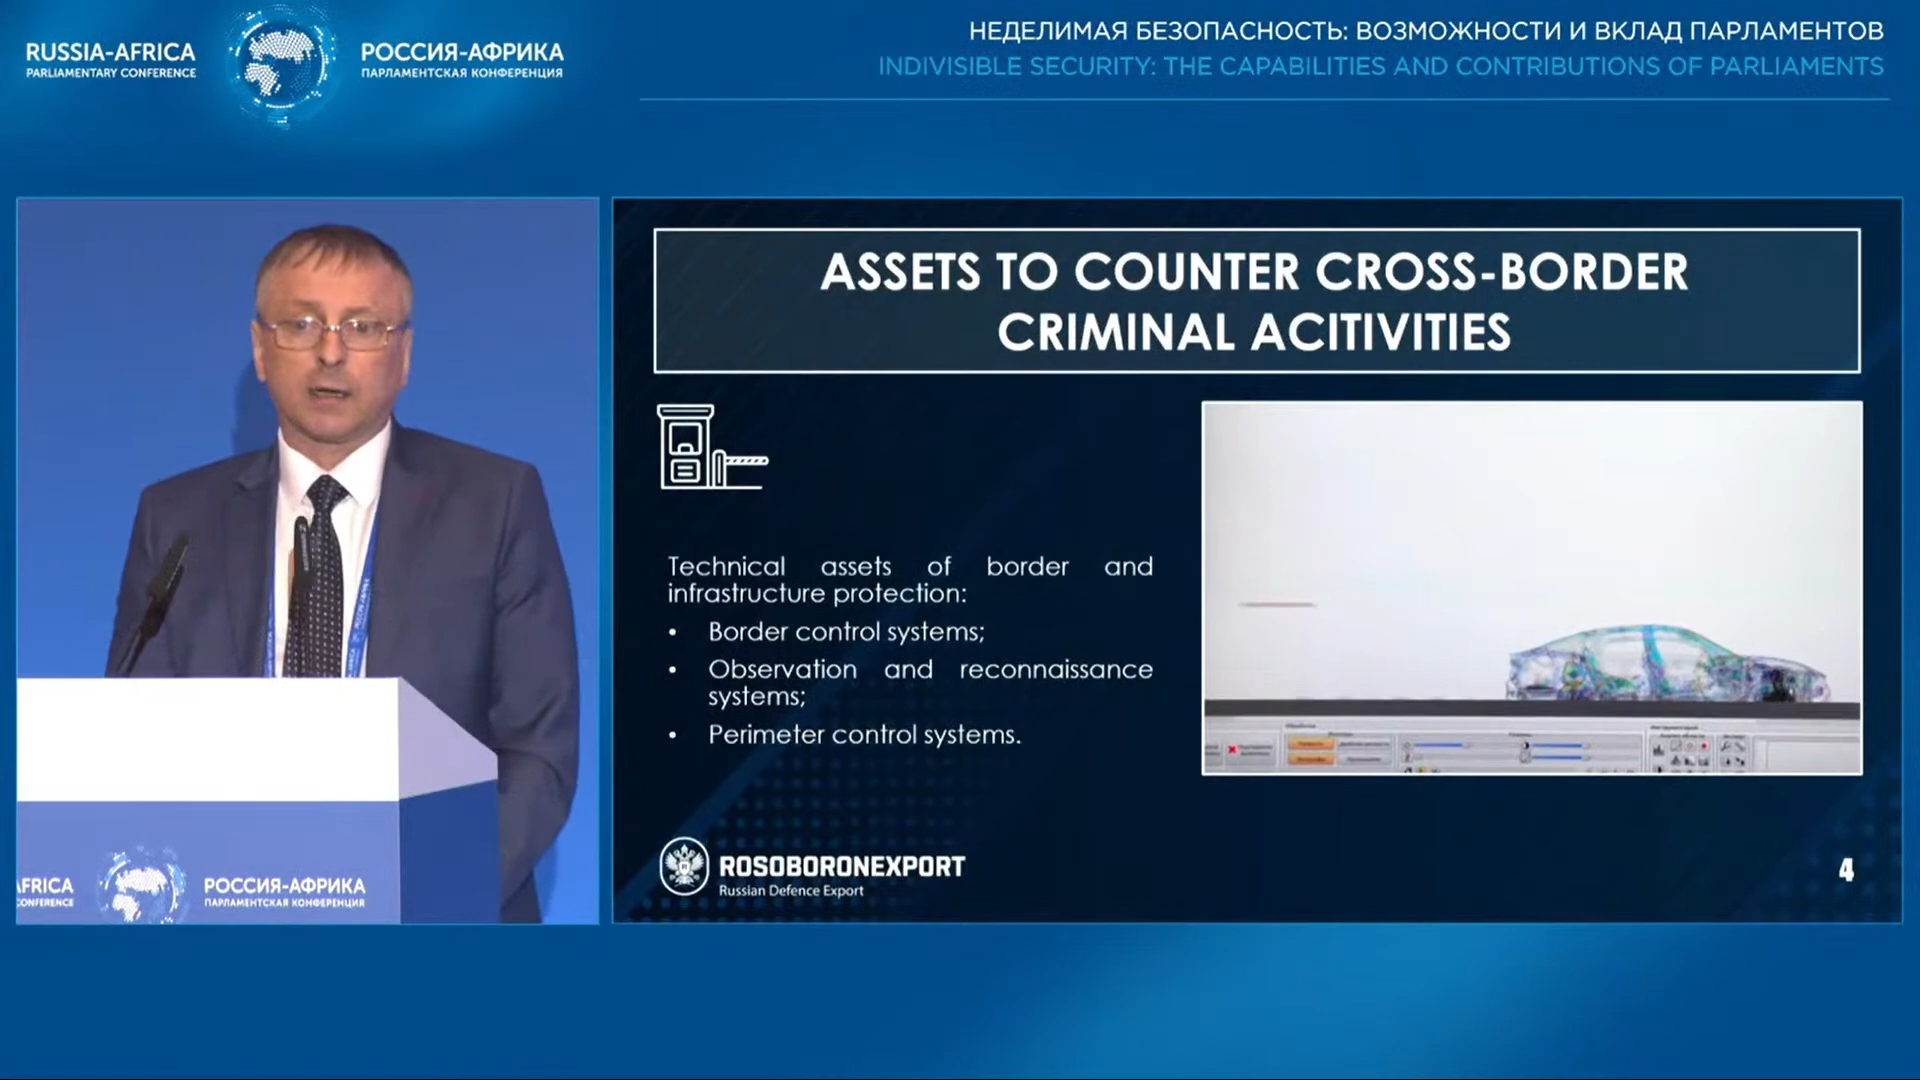 RUSSIA-AFRICA
PARLIAMENTARY CONFERENCE
РОССИЯ-АФРИКА
ПАРЛАМЕНТСКАЯ КОНФЕРЕНЦИЯ
НЕДЕЛИМАЯ БЕЗОПАСНОСТЬ: ВОЗМОЖНОСТИ И ВКЛАД ПАРЛАМЕНТОВ
INDIVISIBLE SECURITY: THE CAPABILITIES AND CONTRIBUTIONS OF PARLIAMENTS
ASSETS TO COUNTER CROSS-BORDER
CRIMINAL ACITIVITIES
Technical assets of border and
infrastructure protection:
• Border control systems;
• Observation and reconnaissance
systems;
• Perimeter control systems.
ROSOBORONEXPORT
Russian Defence Export
4
AFRICA
CONFERENCE
РОССИЯ-АФРИКА
ПАРЛАМЕНТСКАЯ КОНФЕРЕНЦИЯ